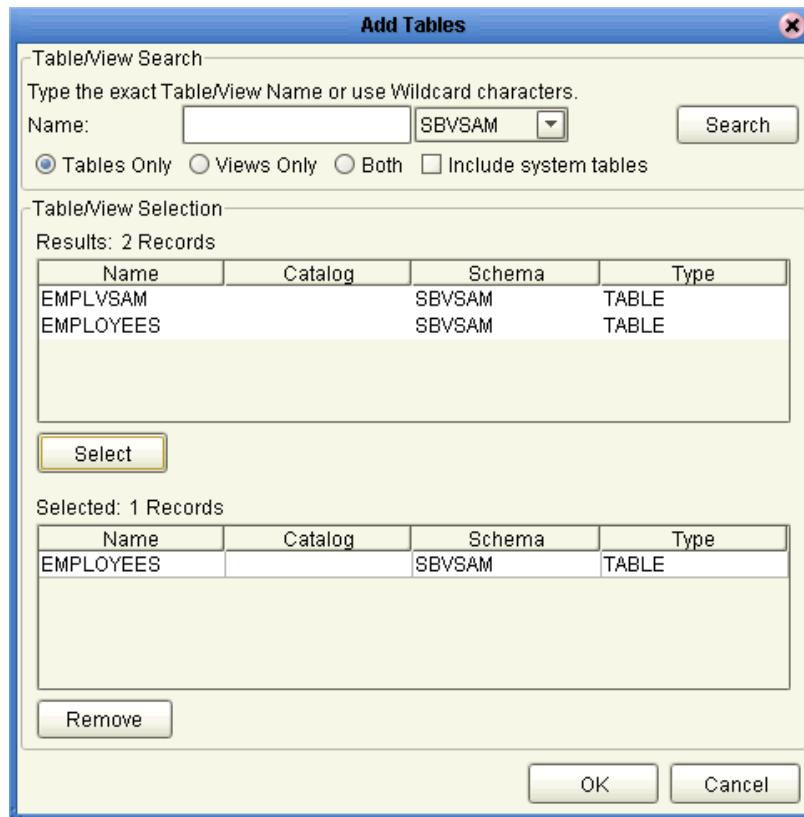 Add Tables
Table/View Search
Type the exact Table/View Name or use Wildcard characters.
Name: SBVSAM Search
Tables Only Views Only Both Include system tables
Table/View Selection
Results: 2 Records
Name Catalog Schema Type
EMPLVSAM SBVSAM TABLE
EMPLOYEES SBVSAM TABLE
Select
Selected: 1 Records
Name Catalog Schema Type
EMPLOYEES SBVSAM TABLE
Remove
OK Cancel